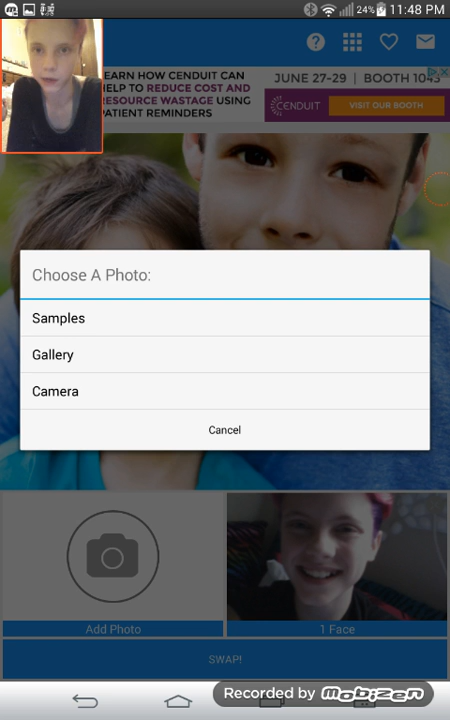 24% 11:48 PM
EARN HOW CENDUIT CAN
HELP TO REDUCE COST AND
RESOURCE WASTAGE USING
PATIENT REMINDERS
JUNE 27-29 | BOOTH 1043
CENDUIT
VISIT OUR BOOTH
Choose A Photo:
Samples
Gallery
Camera
Cancel
Add Photo
1 Face
SWAP!
Recorded by Mobizen